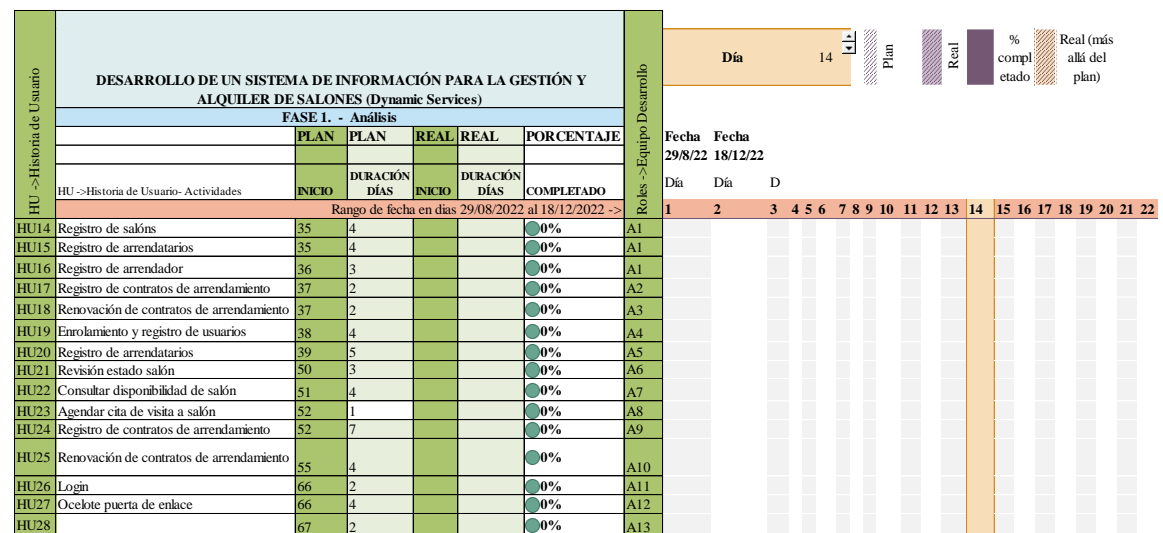 HU ->Historia de Usuario
DESARROLLO DE UN SISTEMA DE INFORMACIÓN PARA LA GESTIÓN Y
ALQUILER DE SALONES (Dynamic Services)
FASE 1. - Análisis
PLAN PLAN REAL REAL PORCENTAJE
HU ->Historia de Usuario- Actividades INICIO DURACIÓN DÍAS INICIO DURACIÓN DÍAS COMPLETADO
Rango de fecha en dias 29/08/2022 al 18/12/2022 ->
Roles ->Equipo Desarrollo
Día 14
Plan
Real
% compl etado
Real (más allá del plan)
Fecha Fecha
29/8/22 18/12/22
Día Día D
1 2 3 4 5 6 7 8 9 10 11 12 13 14 15 16 17 18 19 20 21 22
HU14 Registro de salóns 35 4 0% A1
HU15 Registro de arrendatarios 35 4 0% A1
HU16 Registro de arrendador 36 3 0% A1
HU17 Registro de contratos de arrendamiento 37 2 0% A2
HU18 Renovación de contratos de arrendamiento 37 2 0% A3
HU19 Enrolamiento y registro de usuarios 38 4 0% A4
HU20 Registro de arrendatarios 39 5 0% A5
HU21 Revisión estado salón 50 3 0% A6
HU22 Consultar disponibilidad de salón 51 4 0% A7
HU23 Agendar cita de visita a salón 52 1 0% A8
HU24 Registro de contratos de arrendamiento 52 7 0% A9
HU25 Renovación de contratos de arrendamiento 55 4 0% A10
HU26 Login 66 2 0% A11
HU27 Ocelote puerta de enlace 66 4 0% A12
HU28 67 2 0% A13